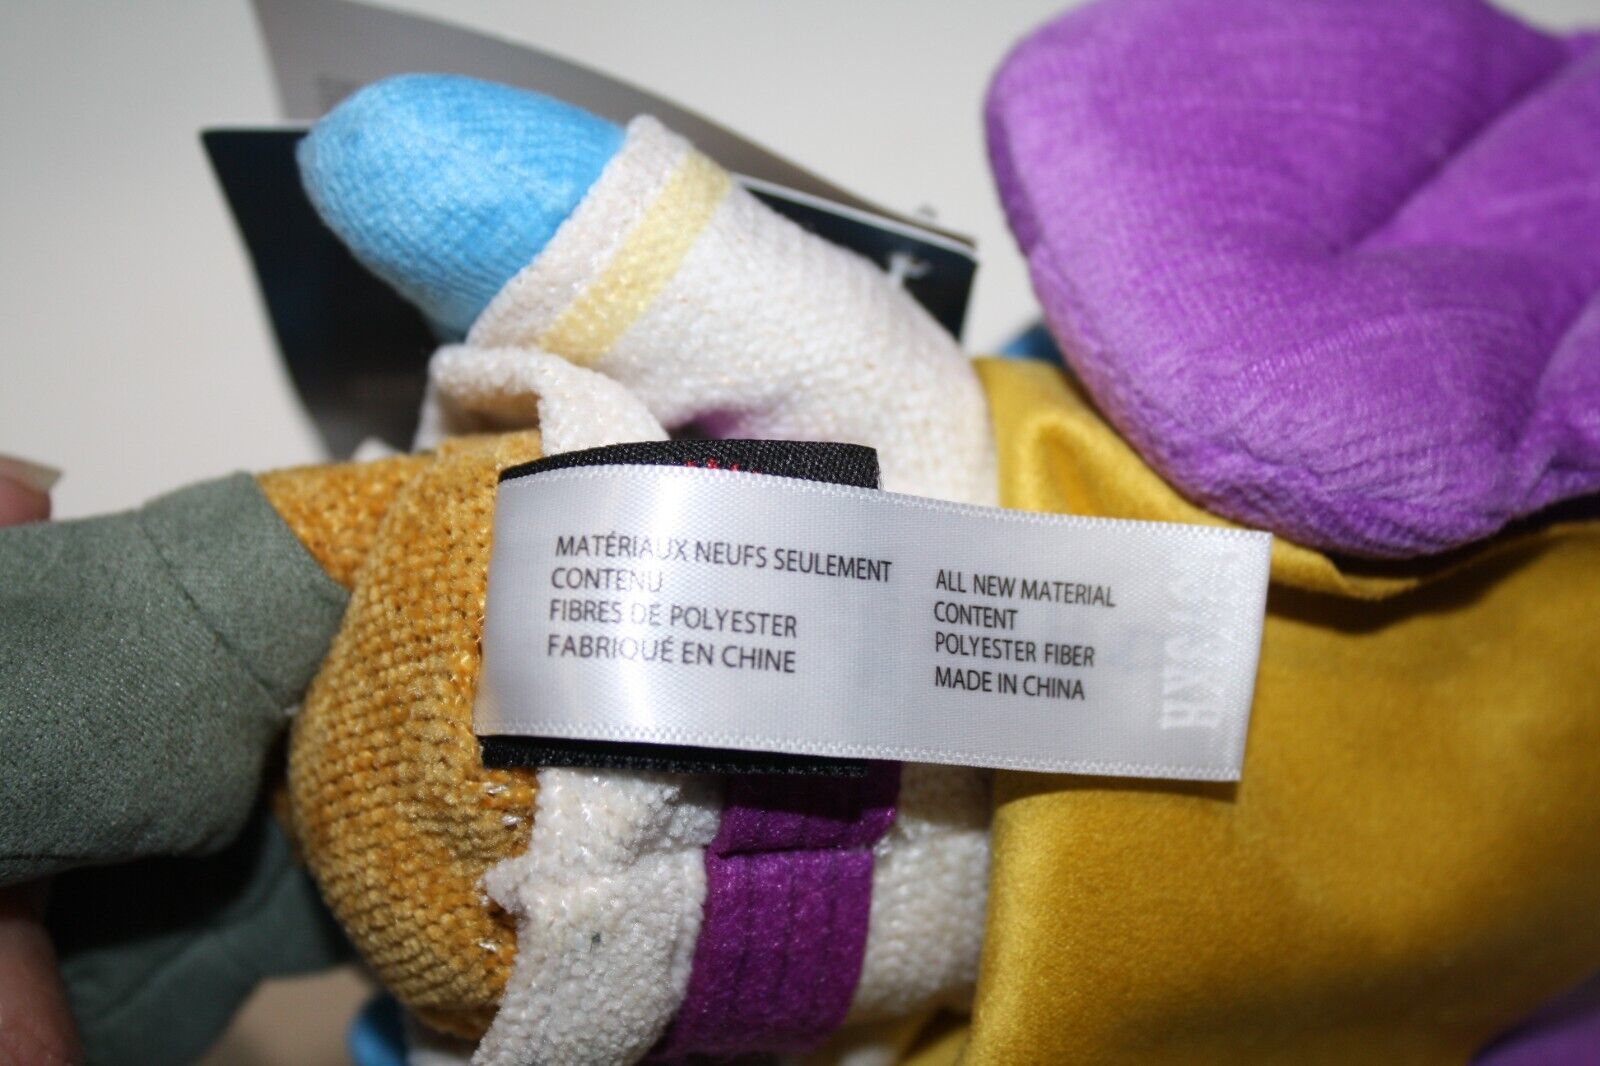 MATÉRIAUX NEUFS SEULEMENT
CONTENU
FIBRES DE POLYESTER
FABRIQUÉ EN CHINE
ALL NEW MATERIAL
CONTENT
POLYESTER FIBER
MADE IN CHINA